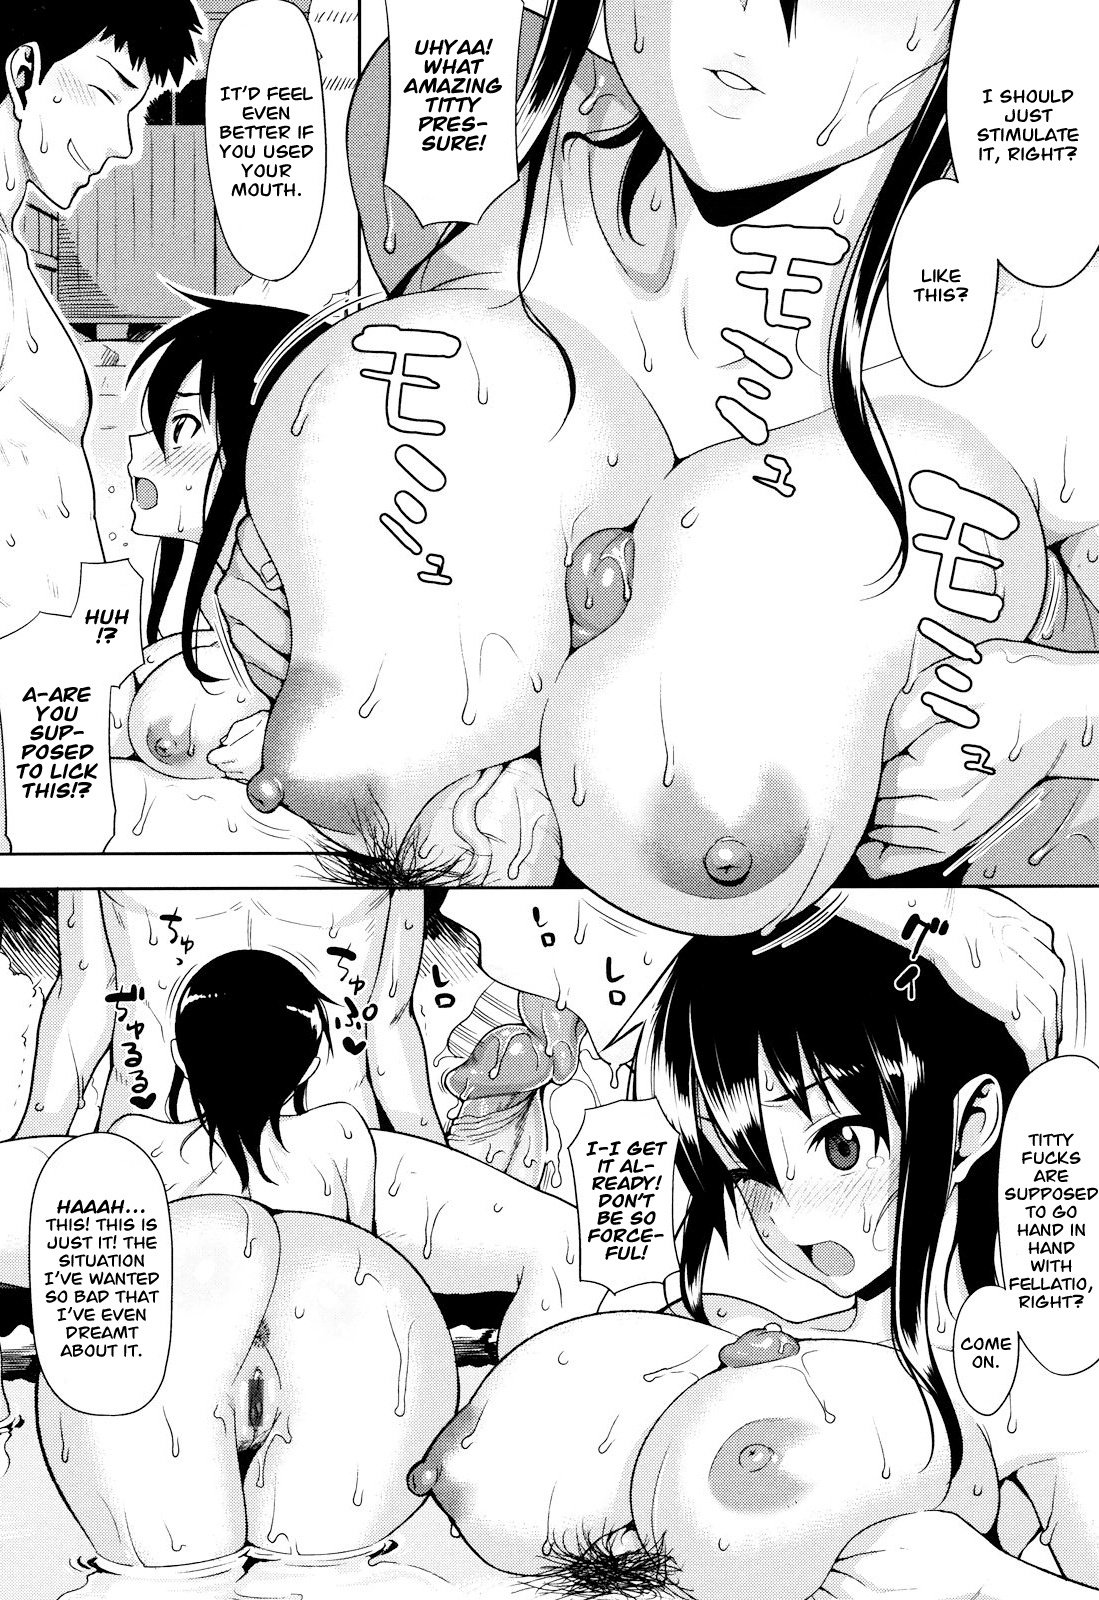 I SHOULD
JUST
STIMULATE
IT, RIGHT?
LIKE
THIS?
UHYAA!
WHAT
AMAZING
TITTY
PRES-
SURE!
モミュ
モミュ
モミュ
IT'D FEEL
EVEN
BETTER IF
YOU USED
YOUR
MOUTH.
HUH
!?
A-ARE
YOU
SUP-
POSED
TO LICK
THIS!?
TITTY
FUCKS ARE
SUPPOSED
TO GO
HAND IN
HAND
WITH
FELLATIO,
RIGHT?
COME
ON.
グイ
I-I GET
IT AL-
READY!
DON'T
BE SO
FORCE-
FUL!
レロ
レロ
ちゅっ
ちゅぷ
ぢゅるるる
HAAAH...
THIS! THIS IS
JUST IT! THE
SITUATION
I'VE WANTED
SO BAD THAT
I'VE EVEN
DREAMT
ABOUT IT.